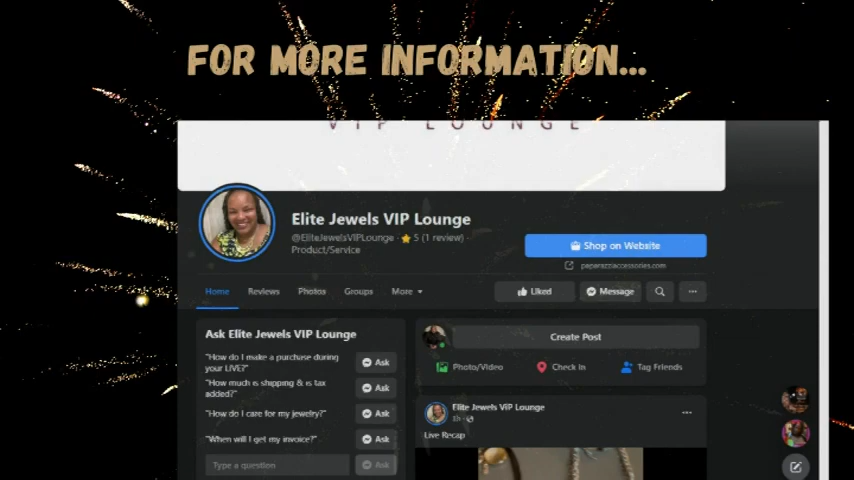 FOR MORE INFORMATION...
VIP LOUNGE
Elite Jewels VIP Lounge
@EliteJewelsVIPLounge · 5 (1 review) ·
Product/Service
Shop on Website
paparazziaccessories.com
Home Reviews Photos Groups More
Liked Message
Ask Elite Jewels VIP Lounge
"How do I make a purchase during your LIVE?"
Ask
"How much is shipping & is tax added?"
Ask
"How do I care for my jewelry?"
Ask
"When will I get my invoice?"
Ask
Type a question
Ask
Create Post
Photo/Video Check In Tag Friends
Elite Jewels VIP Lounge
Live Recap